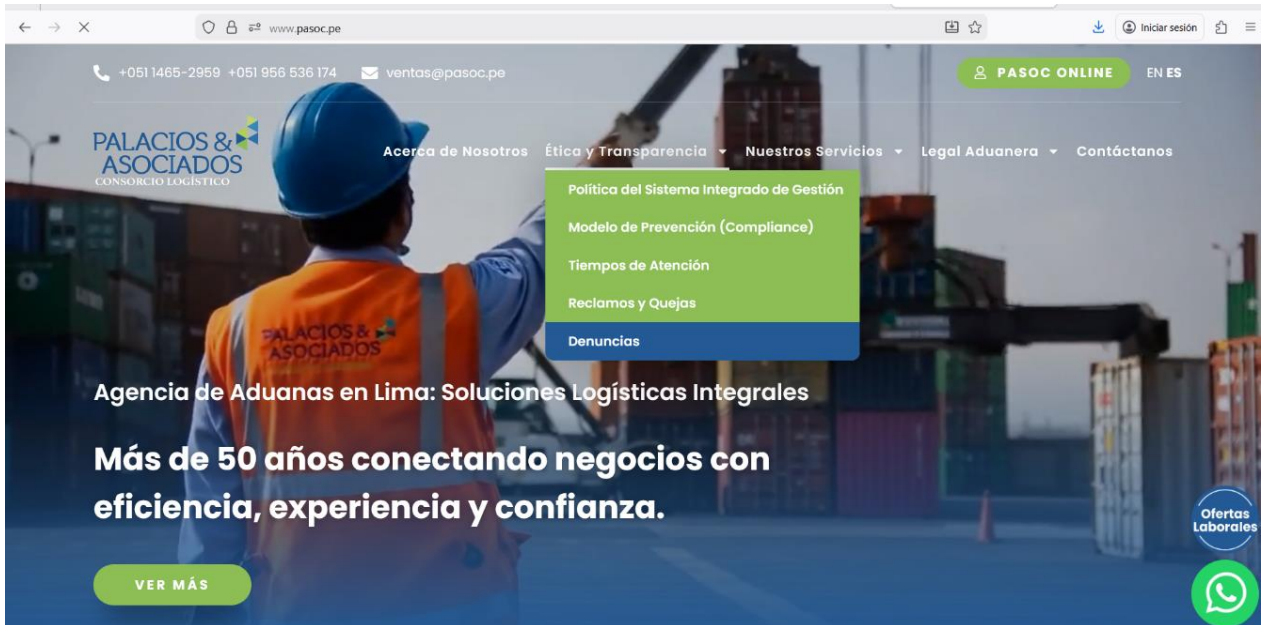 www.pasoc.pe
Iniciar sesión
+051 1465-2959 +051 956 536 174 ventas@pasoc.pe
PASOC ONLINE
EN ES
PALACIOS &
ASOCIADOS
CONSORCIO LOGÍSTICO
Acerca de Nosotros Ética y Transparencia Nuestros Servicios Legal Aduanera Contáctanos
Política del Sistema Integrado de Gestión
Modelo de Prevención (Compliance)
Tiempos de Atención
Reclamos y Quejas
Denuncias
PALACIOS &
ASOCIADOS
Agencia de Aduanas en Lima: Soluciones Logísticas Integrales
Más de 50 años conectando negocios con
eficiencia, experiencia y confianza.
VER MÁS
Ofertas
Laborales